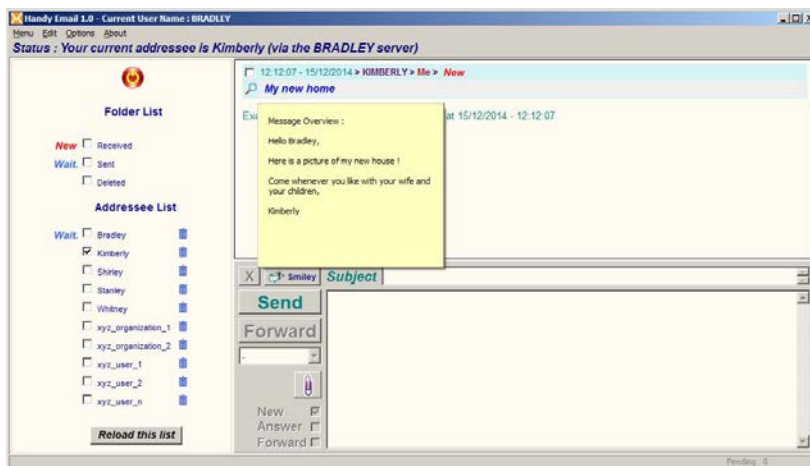 Handy Email 1.0 - Current User Name : BRADLEY
Menu Edit Options About
Status : Your current addressee is Kimberly (via the BRADLEY server)
Folder List
New Received
Wait. Sent
Deleted
Addressee List
Wait. Bradley
Kimberly
Shirley
Stanley
Whitney
xyz_organization_1
xyz_organization_2
xyz_user_1
xyz_user_2
xyz_user_n
Reload this list
12:12:07 - 15/12/2014 > KIMBERLY > Me > New
My new home
at 15/12/2014 - 12:12:07
Message Overview :
Hello Bradley,
Here is a picture of my new house !
Come whenever you like with your wife and
your children,
Kimberly
X Smiley Subject
Send
Forward
New
Answer
Forward
Pending : 0